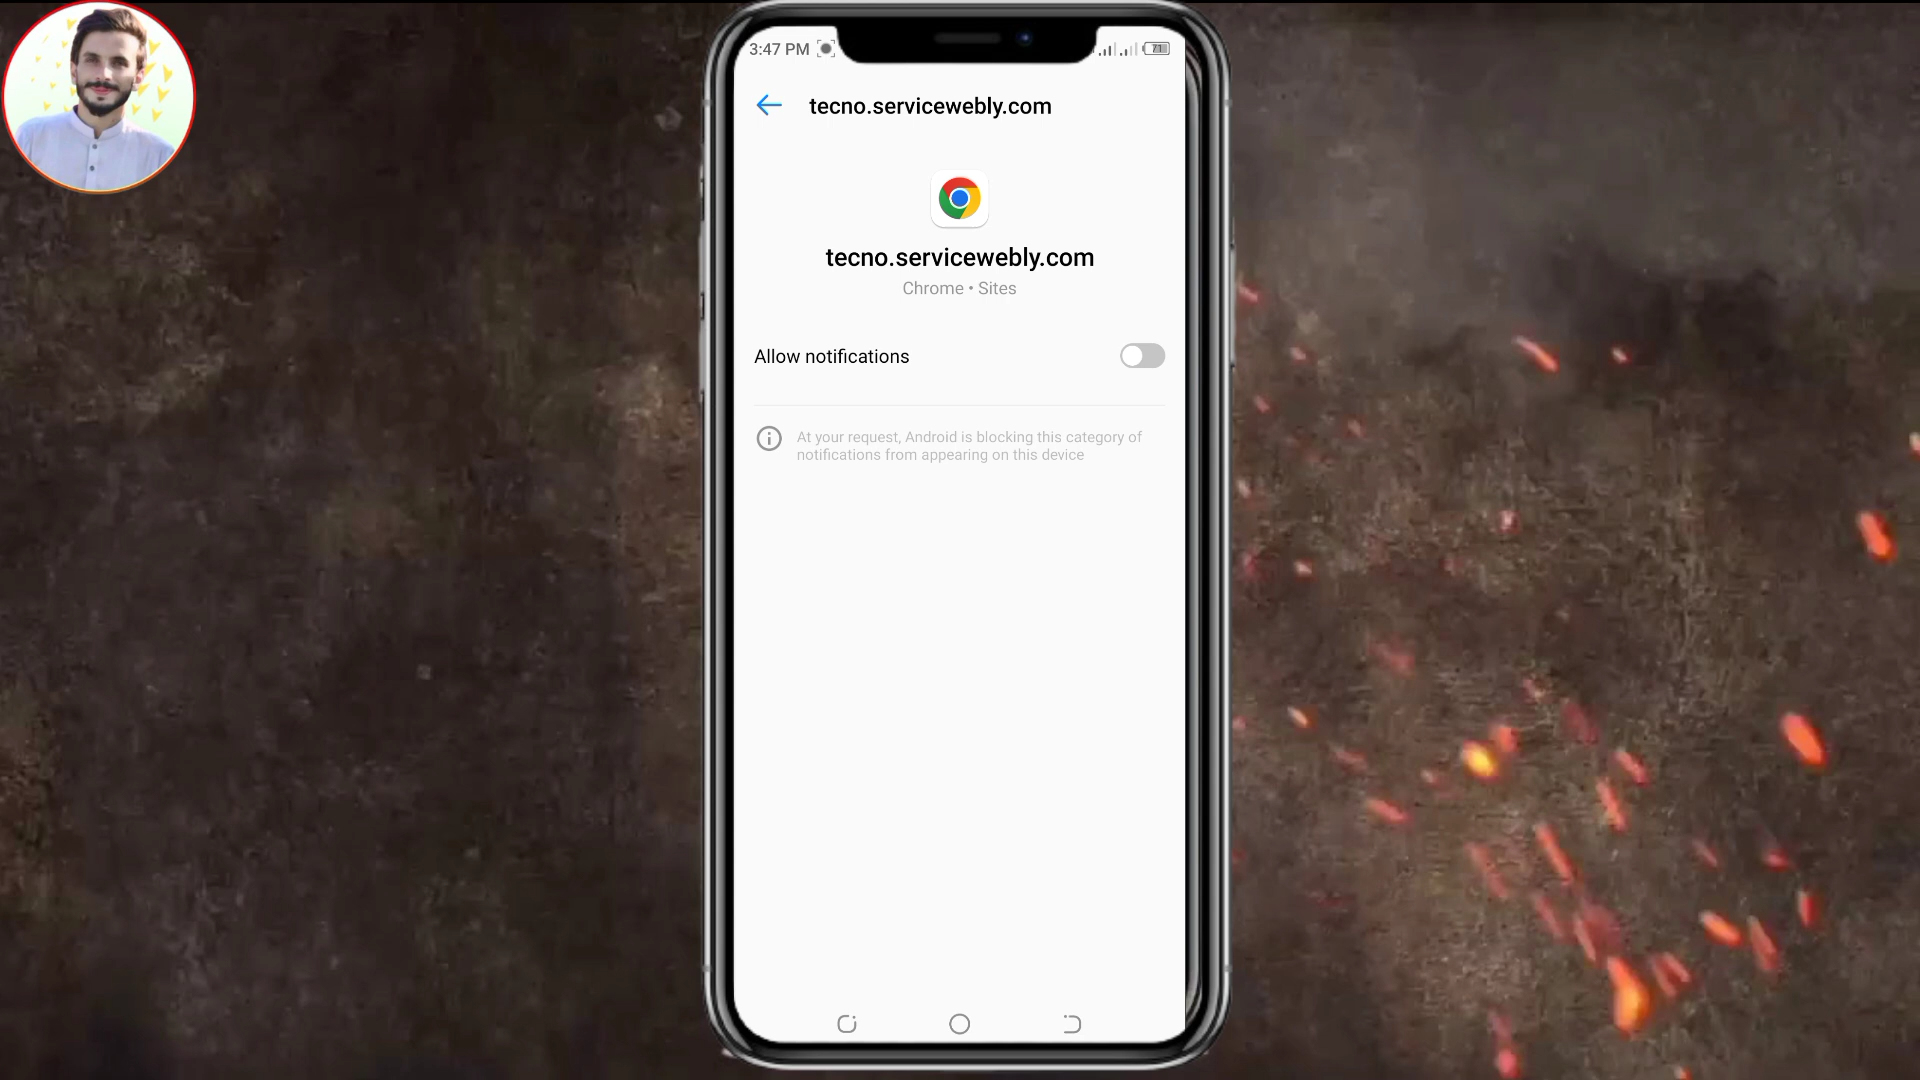 3:47 PM
71
tecno.servicewebly.com
tecno.servicewebly.com
Chrome • Sites
Allow notifications
At your request, Android is blocking this category of
notifications from appearing on this device